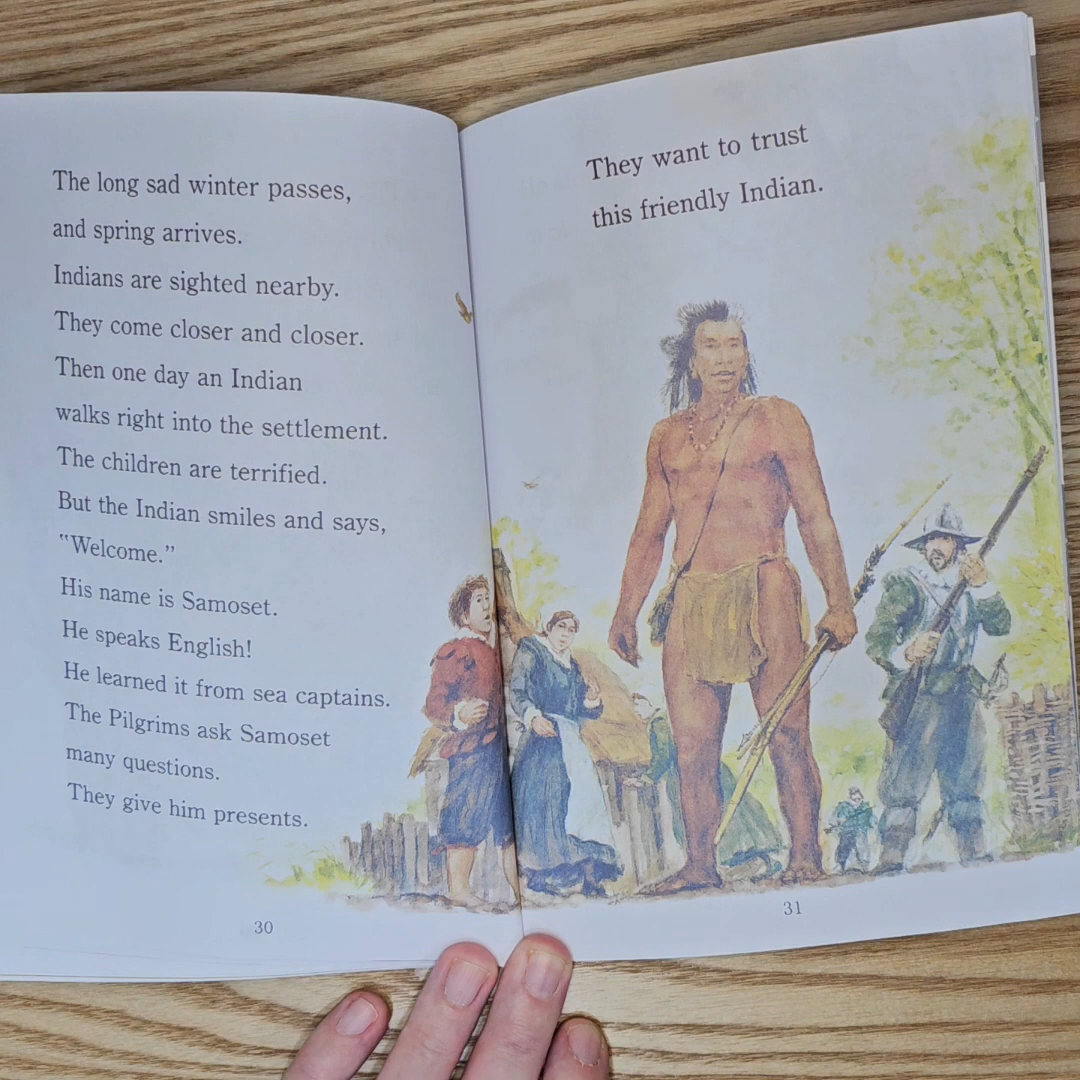 The long sad winter passes,
and spring arrives.
Indians are sighted nearby.
They come closer and closer.
Then one day an Indian
walks right into the settlement.
The children are terrified.
But the Indian smiles and says,
“Welcome.”
His name is Samoset.
He speaks English!
He learned it from sea captains.
The Pilgrims ask Samoset
many questions.
They give him presents.
30
They want to trust
this friendly Indian.
31